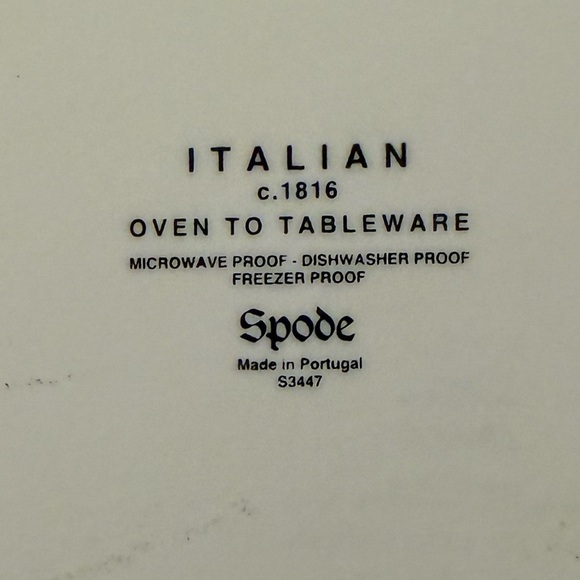 ITALIAN
c.1816
OVEN TO TABLEWARE
MICROWAVE PROOF - DISHWASHER PROOF
FREEZER PROOF
Spode
Made in Portugal
S3447